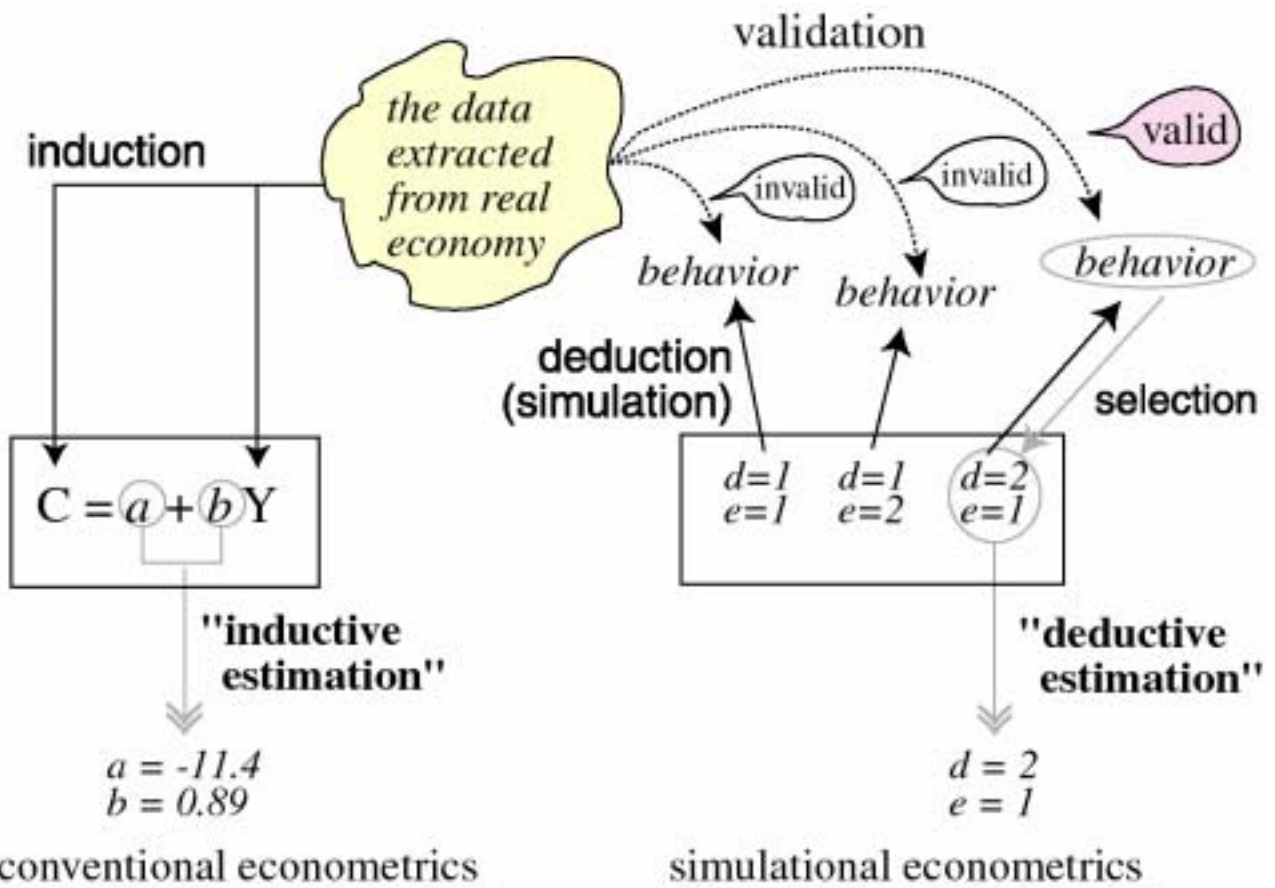 validation
the data
extracted
from real
economy
induction
invalid
invalid
valid
behavior
behavior
behavior
deduction
(simulation)
selection
C = a + b Y
d=1
e=1
d=1
e=2
d=2
e=1
"inductive
estimation"
"deductive
estimation"
a = -11.4
b = 0.89
d = 2
e = 1
conventional econometrics
simulational econometrics